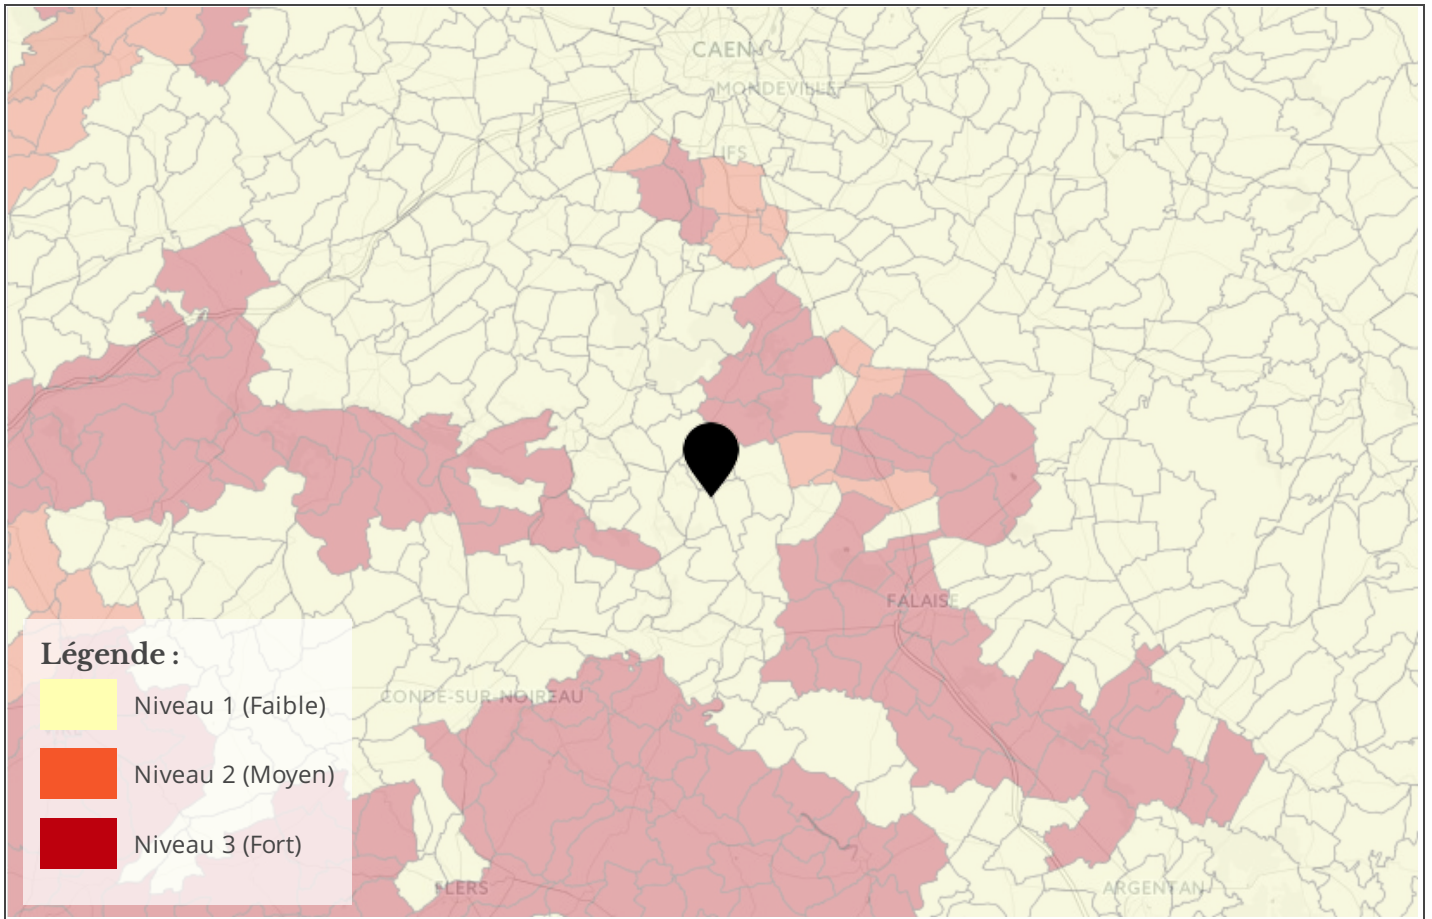 CAEN
MONDEVILLE
IFS
FALAISE
CONDE-SUR-NOIREAU
Légende :
Niveau 1 (Faible)
VIRE
Niveau 2 (Moyen)
Niveau 3 (Fort)
FLERS
ARGENTAN